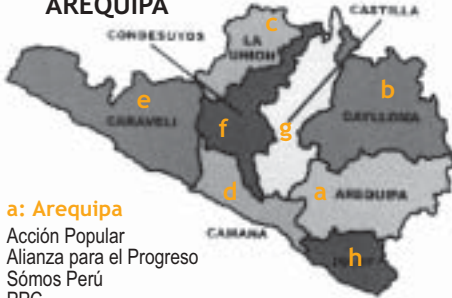 AREQUIPA
CASTILLA
c
CONDESUYOS
LA
UNION
b
e
CAYLLOMA
CARAVELI
f
g
d
a
AREQUIPA
a: Arequipa
CAMANA
Acción Popular
Alianza para el Progreso
h
Sómos Perú